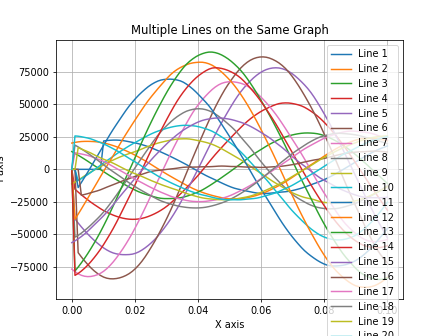 Multiple Lines on the Same Graph
75000
50000
25000
0
−25000
−50000
−75000
0.00
0.02
0.04
0.06
0.08
X axis
Line 1
Line 2
Line 3
Line 4
Line 5
Line 6
Line 7
Line 8
Line 9
Line 10
Line 11
Line 12
Line 13
Line 14
Line 15
Line 16
Line 17
Line 18
Line 19
Line 20